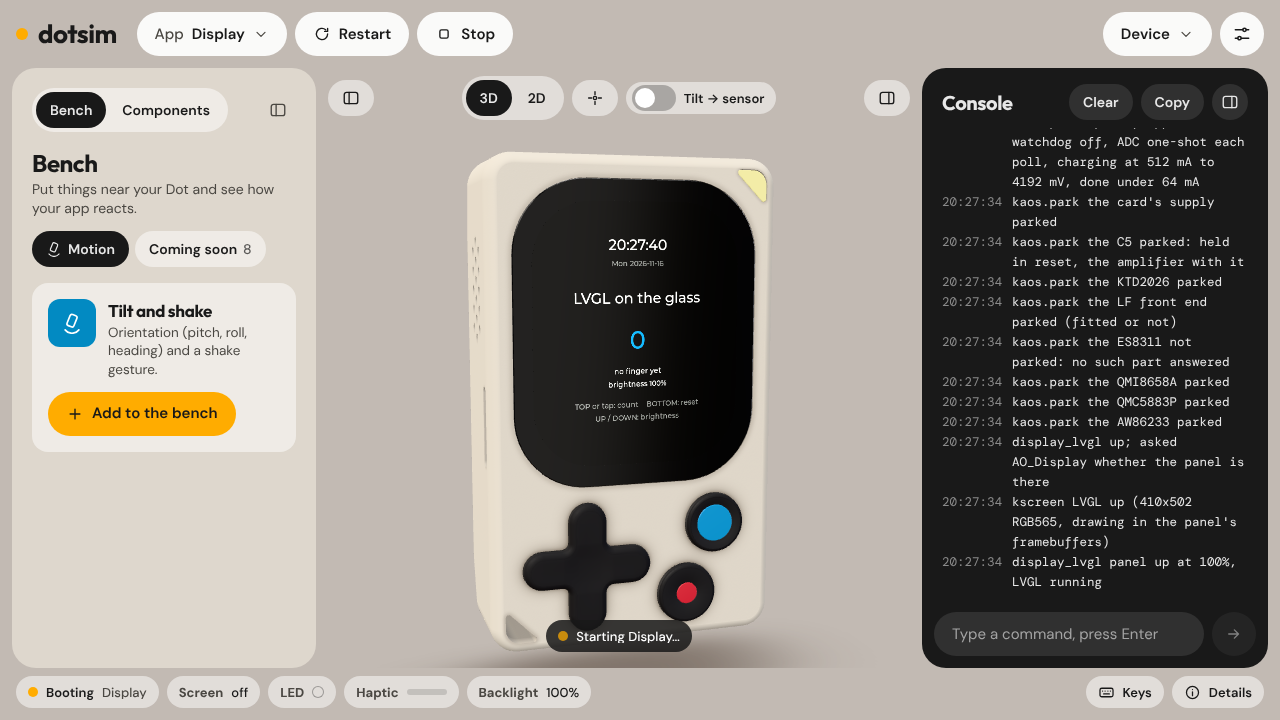 dotsim
App Display
Restart
Stop
Device
Bench
Components
Bench
Put things near your Dot and see how
your app reacts.
Motion
Coming soon 8
Tilt and shake
Orientation (pitch, roll,
heading) and a shake
gesture.
Add to the bench
3D
2D
Tilt → sensor
20:27:40
Mon 2026-11-16
LVGL on the glass
0
no finger yet
brightness 100%
TOP or tap: count BOTTOM: reset
UP / DOWN: brightness
Starting Display...
Console
Clear
Copy
watchdog off, ADC one-shot each
poll, charging at 512 mA to
4192 mV, done under 64 mA
20:27:34 kaos.park the card's supply
parked
20:27:34 kaos.park the C5 parked: held
in reset, the amplifier with it
20:27:34 kaos.park the KTD2026 parked
20:27:34 kaos.park the LF front end
parked (fitted or not)
20:27:34 kaos.park the ES8311 not
parked: no such part answered
20:27:34 kaos.park the QMI8658A parked
20:27:34 kaos.park the QMC5883P parked
20:27:34 kaos.park the AW86233 parked
20:27:34 display_lvgl up; asked
AO_Display whether the panel is
there
20:27:34 kscreen LVGL up (410x502
RGB565, drawing in the panel's
framebuffers)
20:27:34 display_lvgl panel up at 100%,
LVGL running
Type a command, press Enter
Booting Display
Screen off
LED
Haptic
Backlight 100%
Keys
Details